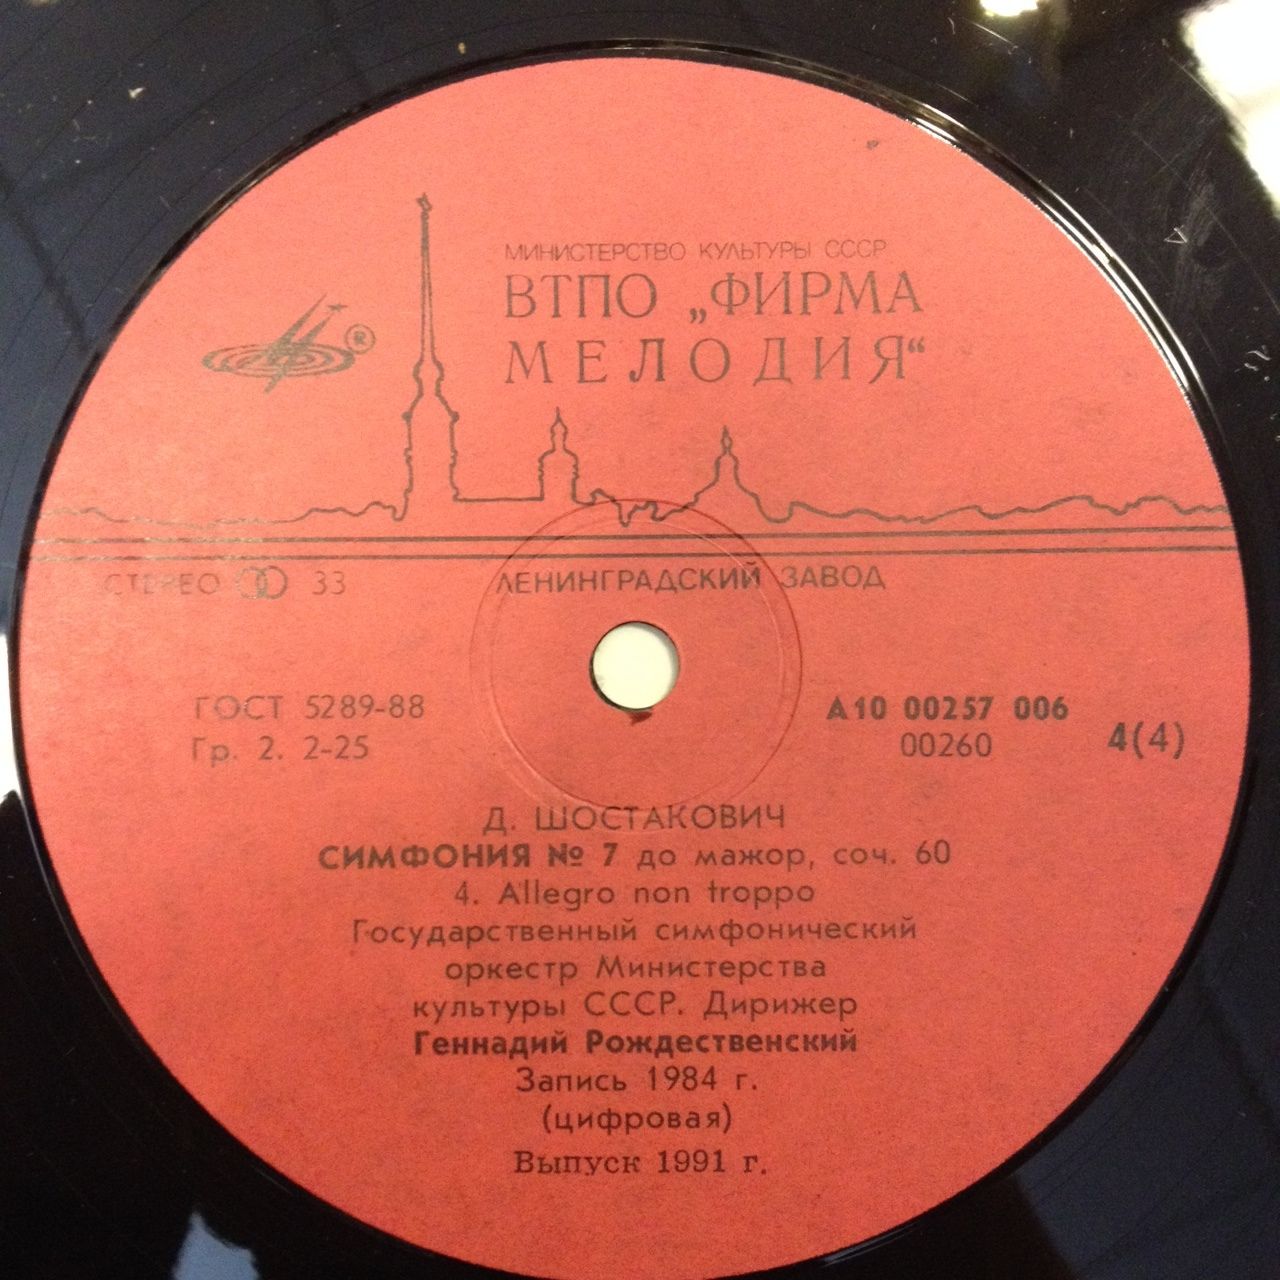 МИНИСТЕРСТВО КУЛЬТУРЫ СССР
ВТПО „ФИРМА
МЕЛОДИЯ“
®
СТЕРЕО 33
ЛЕНИНГРАДСКИЙ ЗАВОД
ГОСТ 5289-88
Гр. 2. 2-25
А10 00257 006
00260
4(4)
Д. ШОСТАКОВИЧ
СИМФОНИЯ № 7 до мажор, соч. 60
4. Allegro non troppo
Государственный симфонический
оркестр Министерства
культуры СССР. Дирижер
Геннадий Рождественский
Запись 1984 г.
(цифровая)
Выпуск 1991 г.